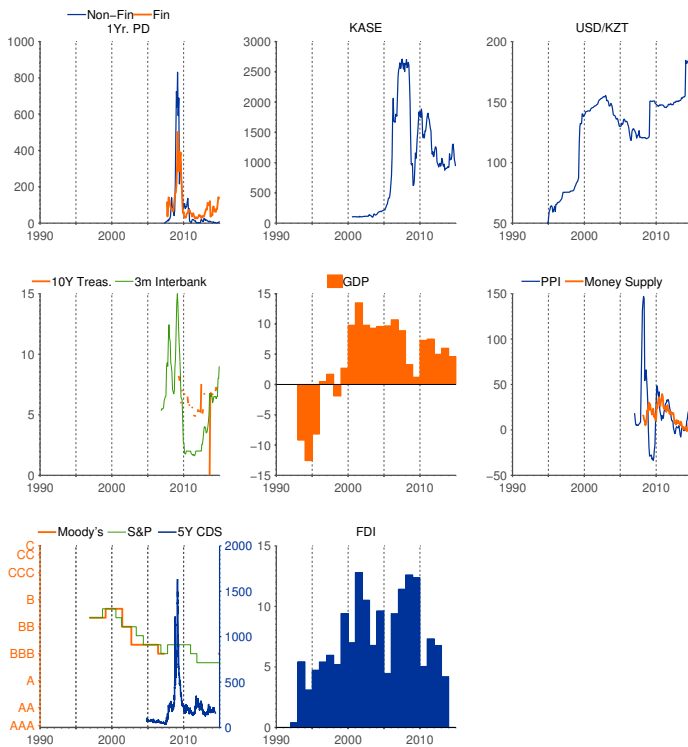 Non-Fin Fin
1Yr. PD
KASE
USD/KZT
1000
800
600
400
200
0
1990 2000 2010
3000
2500
2000
1500
1000
500
0
1990 2000 2010
200
150
100
50
1990 2000 2010
10Y Treas. 3m Interbank
15
10
5
0
1990 2000 2010
GDP
15
10
5
0
−5
−10
−15
1990 2000 2010
PPI Money Supply
150
100
50
0
−50
1990 2000 2010
Moody's S&P 5Y CDS
C
CC
CCC
B
BB
BBB
A
AA
AAA
2000
1500
1000
500
0
1990 2000 2010
FDI
15
10
5
0
1990 2000 2010